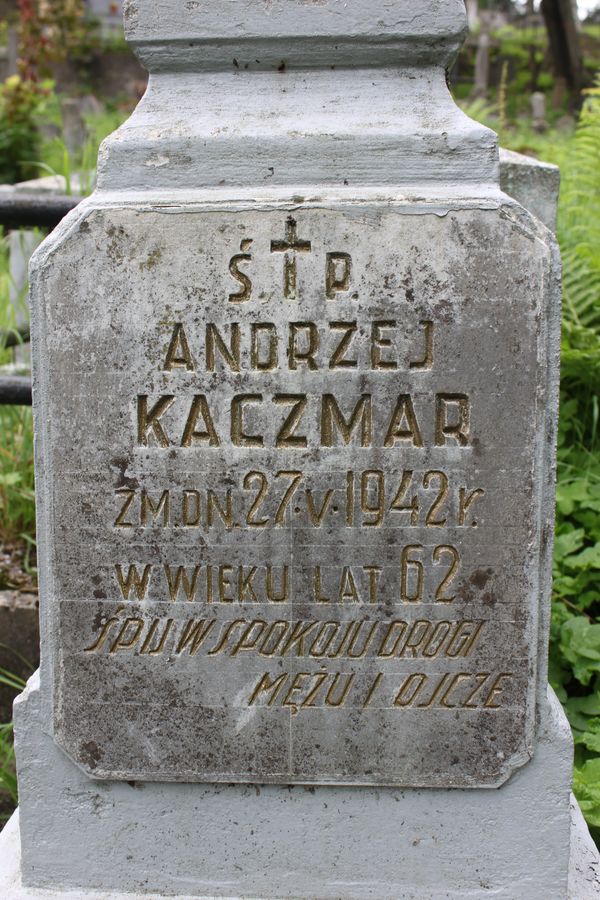 Ś. † P.
ANDRZEJ
KACZMAR
ZM.DN. 27·V·1942 R.
W WIEKU LAT 62
ŚPIJ W SPOKOJU DROGI
MĘŻU I OJCZE